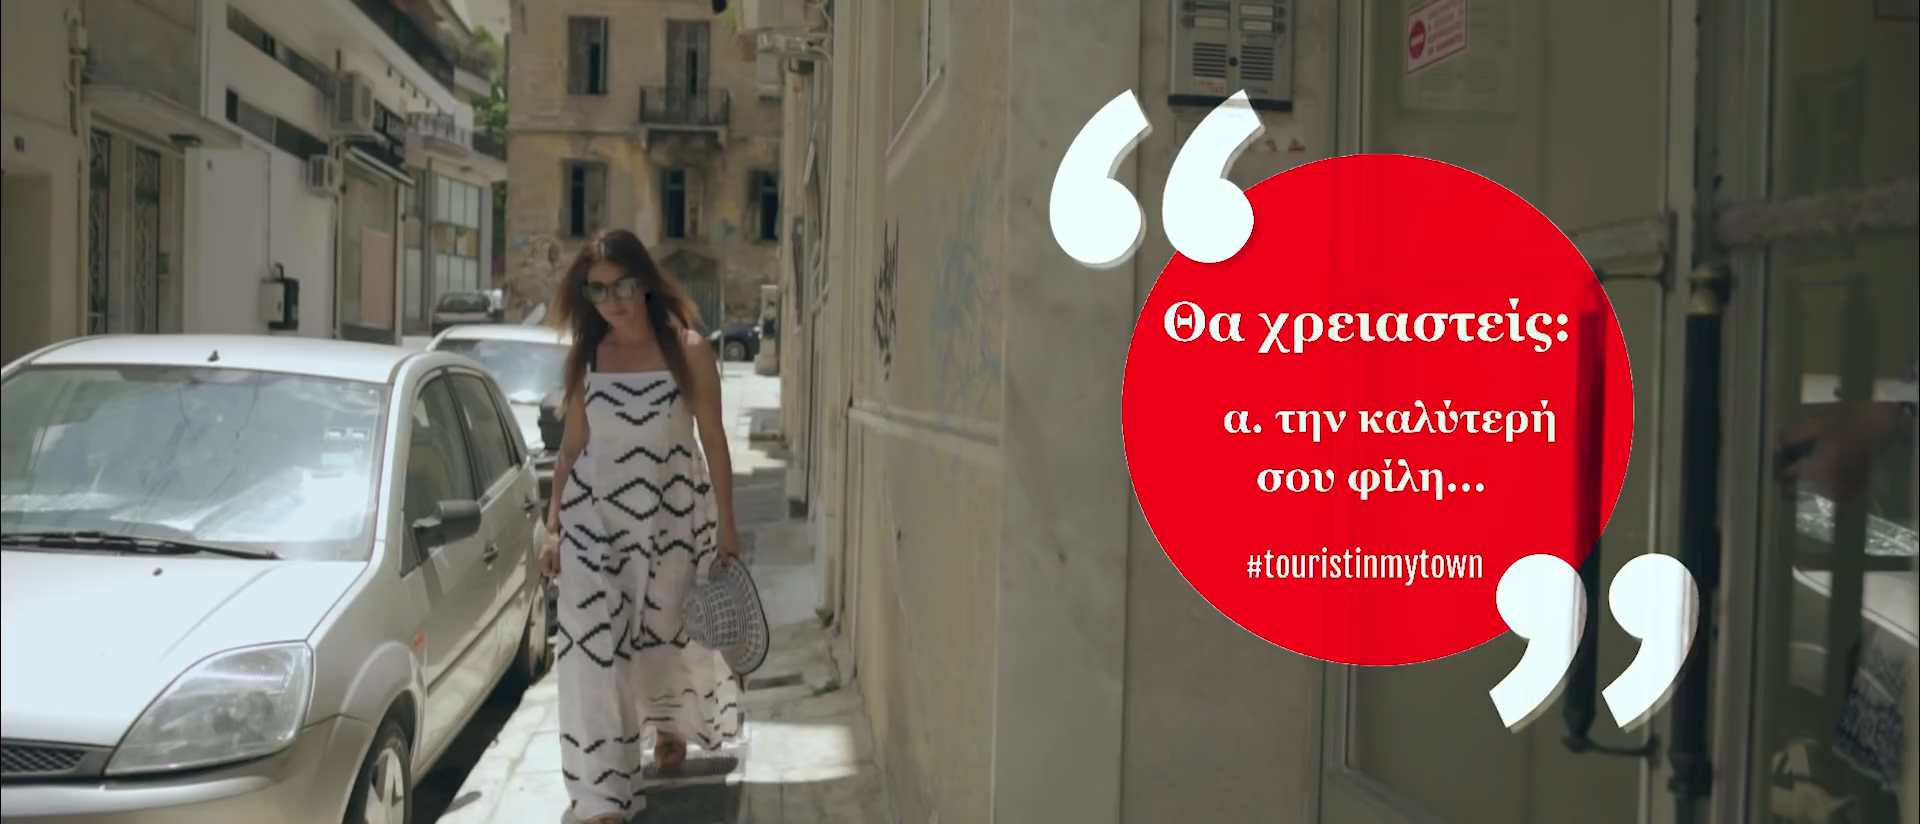 Θα χρειαστείς:
α. την καλύτερή
σου φίλη...
#touristinmytown